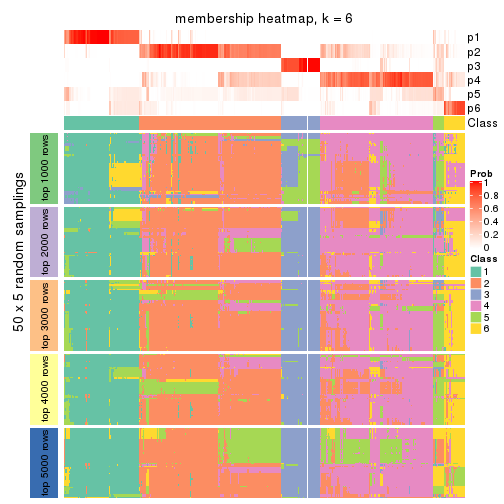 membership heatmap, k = 6
p1
p2
p3
p4
p5
p6
Class
50 x 5 random samplings
top 1000 rows
top 2000 rows
top 3000 rows
top 4000 rows
top 5000 rows
Prob
1
0.8
0.6
0.4
0.2
0
Class
1
2
3
4
5
6